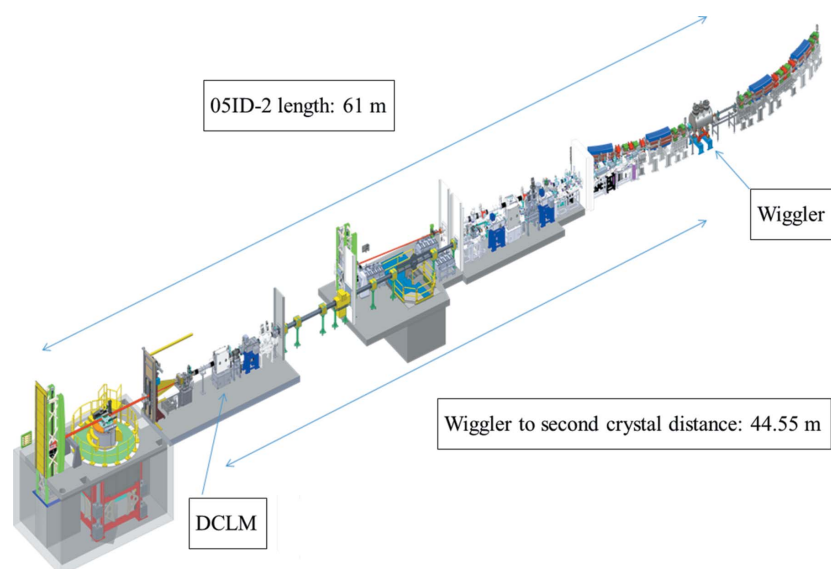 05ID-2 length: 61 m
Wiggler
Wiggler to second crystal distance: 44.55 m
DCLM